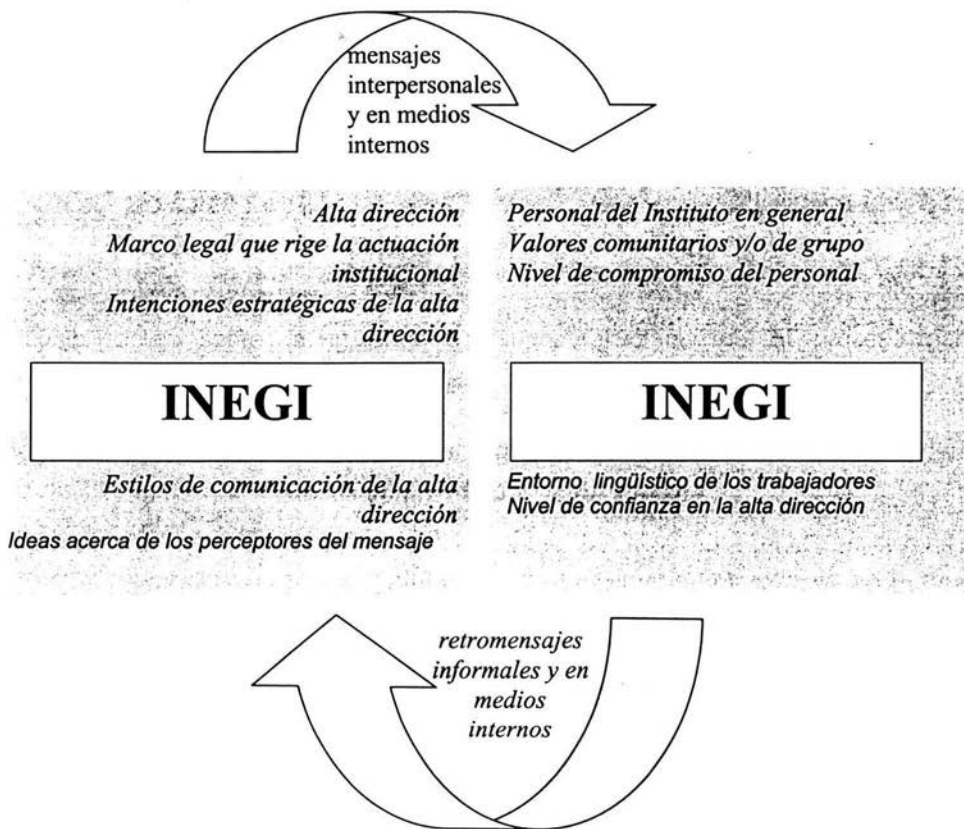 mensajes
interpersonales
y en medios
internos
Alta dirección
Marco legal que rige la actuación
institucional
Intenciones estratégicas de la alta
dirección
INEGI
Estilos de comunicación de la alta
dirección
Ideas acerca de los perceptores del mensaje
Personal del Instituto en general
Valores comunitarios y/o de grupo
Nivel de compromiso del personal
INEGI
Entorno lingüístico de los trabajadores
Nivel de confianza en la alta dirección
retromensajes
informales y en
medios
internos